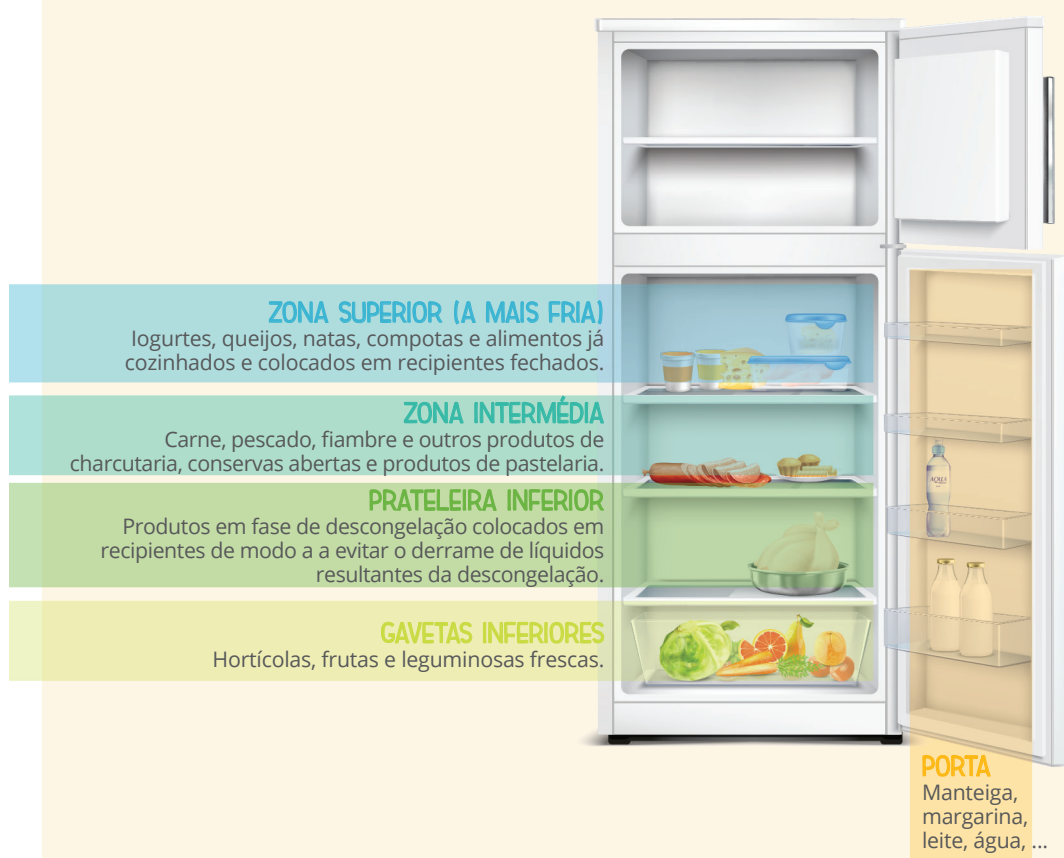 ZONA SUPERIOR (A MAIS FRIA)
Iogurtes, queijos, natas, compotas e alimentos já
cozinhados e colocados em recipientes fechados.
ZONA INTERMÉDIA
Carne, pescado, fiambre e outros produtos de
charcutaria, conservas abertas e produtos de pastelaria.
PRATELEIRA INFERIOR
Produtos em fase de descongelação colocados em
recipientes de modo a a evitar o derrame de líquidos
resultantes da descongelação.
GAVETAS INFERIORES
Hortícolas, frutas e leguminosas frescas.
PORTA
Manteiga,
margarina,
leite, água, ...